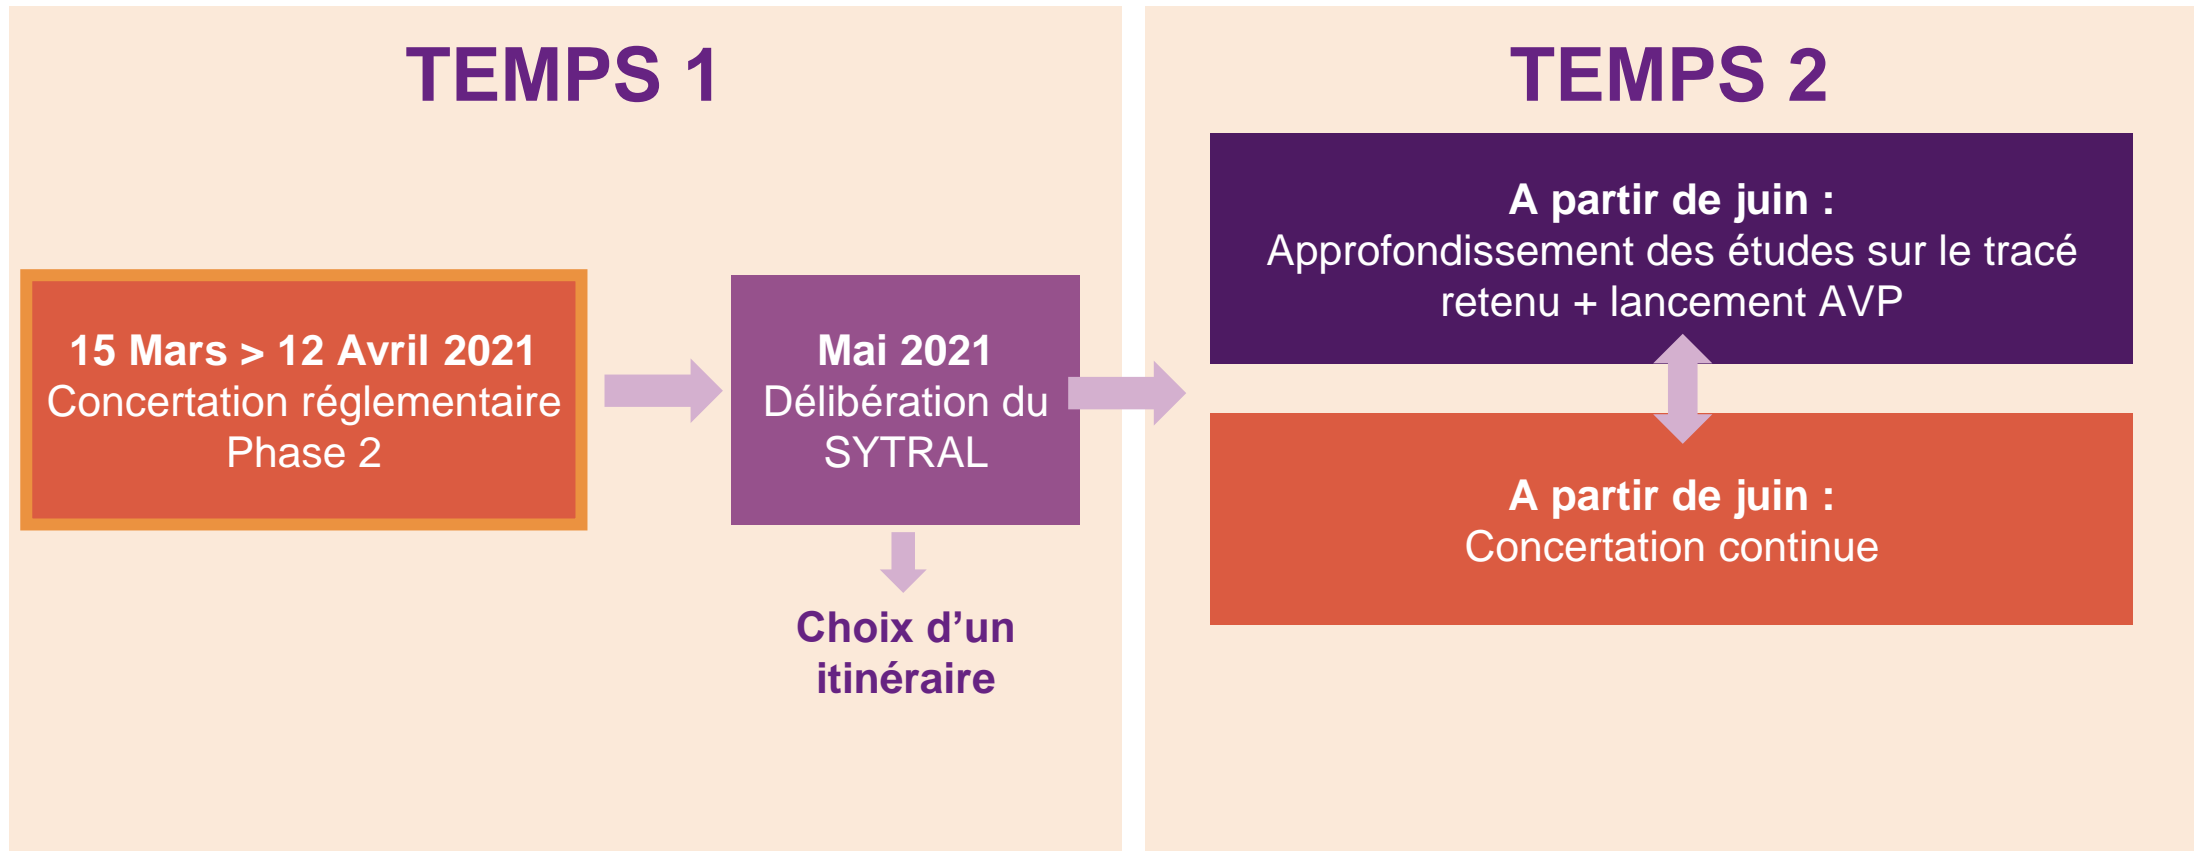 TEMPS 1
15 Mars > 12 Avril 2021
Concertation réglementaire
Phase 2
Mai 2021
Délibération du
SYTRAL
Choix d’un
itinéraire
TEMPS 2
A partir de juin :
Approfondissement des études sur le tracé
retenu + lancement AVP
A partir de juin :
Concertation continue